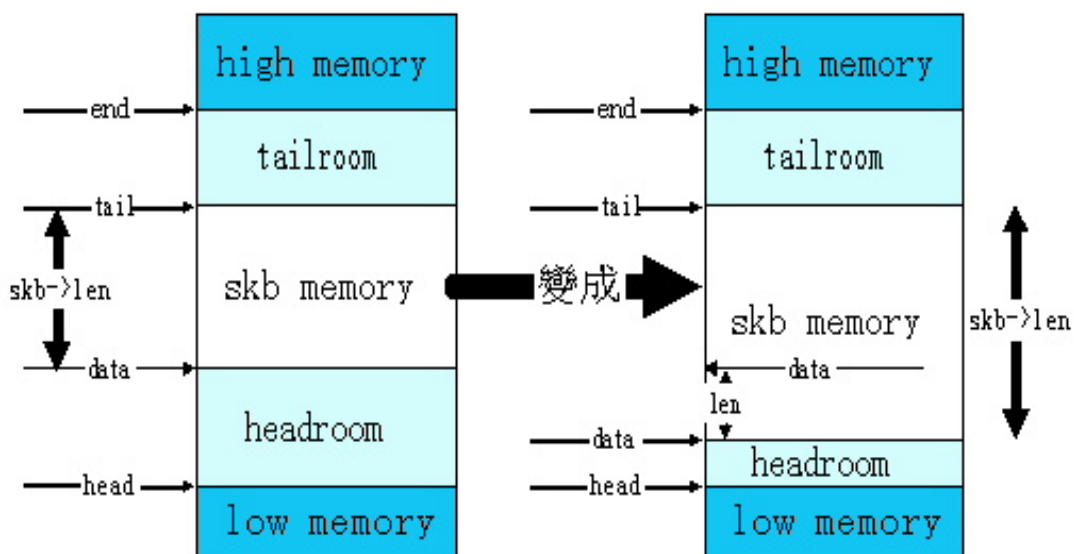 high memory
end
tailroom
tail
skb->len
skb memory
data
headroom
head
low memory
變成
high memory
end
tailroom
tail
skb memory
skb->len
data
len
data
headroom
head
low memory